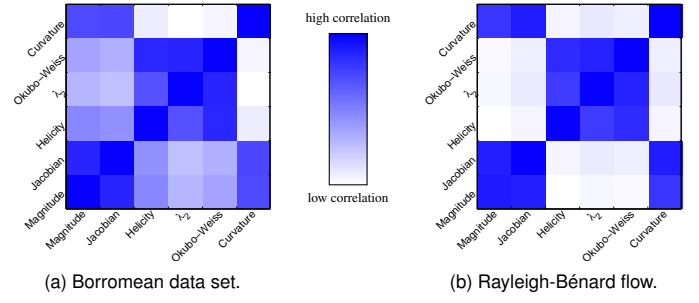 high correlation
low correlation
Curvature
Okubo−Weiss
λ2
Helicity
Jacobian
Magnitude
Magnitude
Jacobian
Helicity
λ2
Okubo−Weiss
Curvature
(a) Borromean data set.
Curvature
Okubo−Weiss
λ2
Helicity
Jacobian
Magnitude
Magnitude
Jacobian
Helicity
λ2
Okubo−Weiss
Curvature
(b) Rayleigh-Bénard flow.